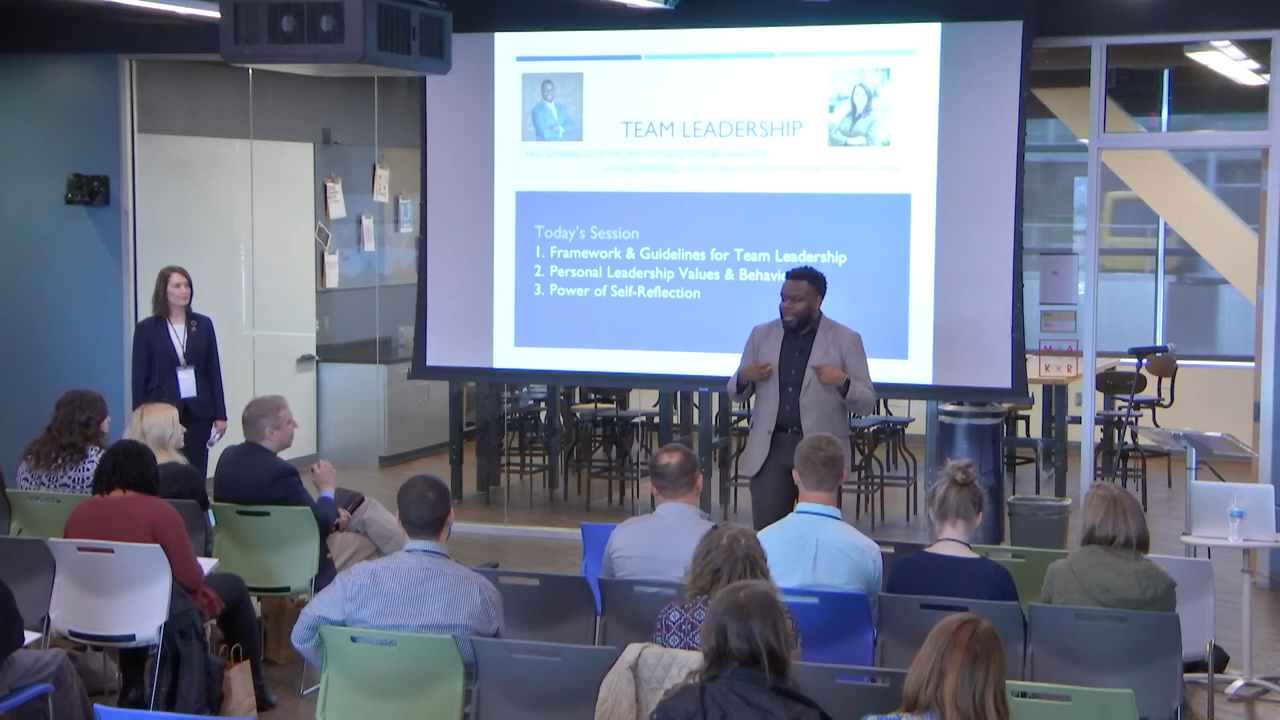 TEAM LEADERSHIP
Today's Session
1. Framework & Guidelines for Team Leadership
2. Personal Leadership Values & Behavi
3. Power of Self-Reflection
M A
K R